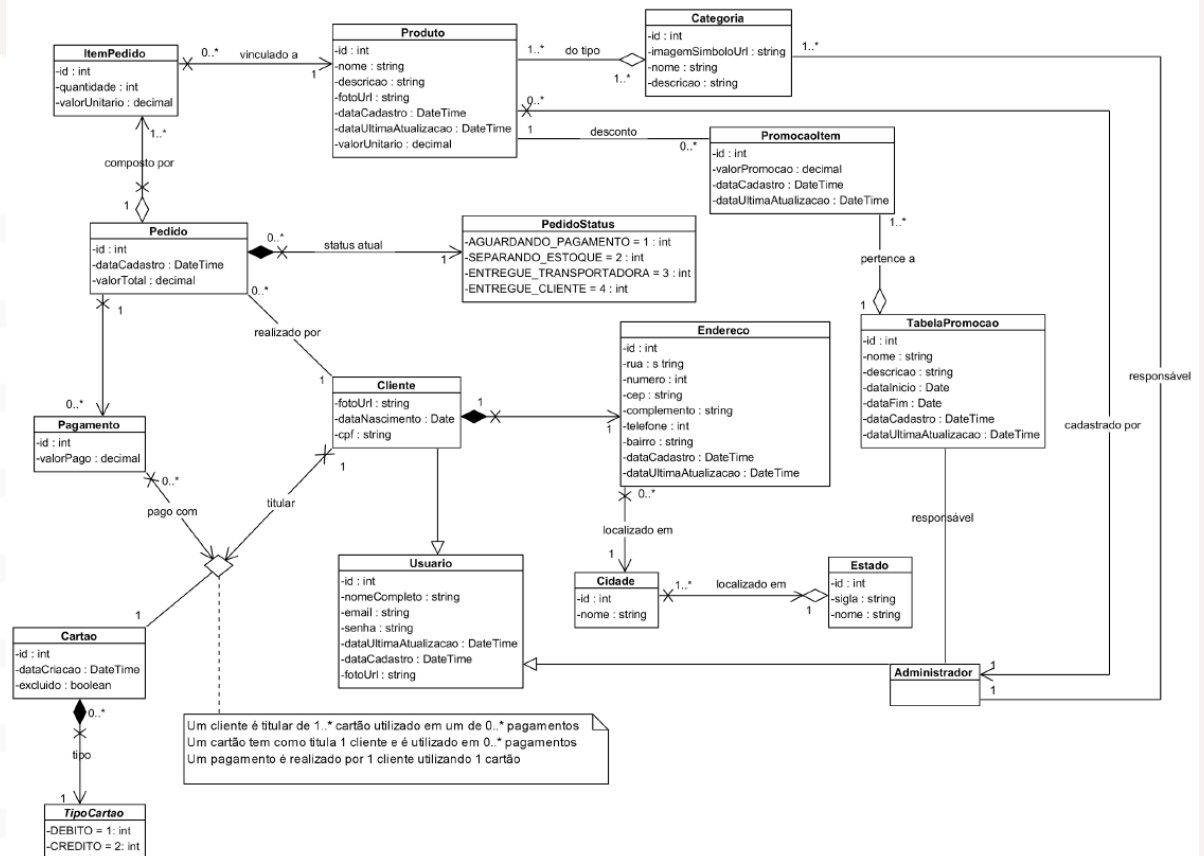 Categoria
-id : int
-imagemSimboloUrl : string
-nome : string
-descricao : string
1..*
1..*
do tipo
1..*
Produto
-id : int
-nome : string
-descricao : string
-fotoUrl : string
-dataCadastro : DateTime
-dataUltimaAtualizacao : DateTime
-valorUnitario : decimal
ItemPedido
-id : int
-quantidade : int
-valorUnitario : decimal
0..*
vinculado a
1
0..*
1
desconto
0..*
PromocaoItem
-id : int
-valorPromocao : decimal
-dataCadastro : DateTime
-dataUltimaAtualização : DateTime
1..*
composto por
1
1..*
pertence a
1
Pedido
-id : int
-dataCadastro : DateTime
-valorTotal : decimal
0..*
status atual
1
PedidoStatus
-AGUARDANDO_PAGAMENTO = 1 : int
-SEPARANDO_ESTOQUE = 2 : int
-ENTREGUE_TRANSPORTADORA = 3 : int
-ENTREGUE_CLIENTE = 4 : int
1
0..*
realizado por
1
TabelaPromocao
-id : int
-nome : string
-descricao : string
-dataInicio : Date
-dataFim : Date
-dataCadastro : DateTime
-dataUltimaAtualizacao : DateTime
Endereco
-id : int
-rua : s tring
-numero : int
-cep : string
-complemento : string
-telefone : int
-bairro : string
-dataCadastro : DateTime
-dataUltimaAtualização : DateTime
responsável
cadastrado por
Cliente
-fotoUrl : string
-dataNascimento : Date
-cpf : string
1
1
0..*
Pagamento
-id : int
-valorPago : decimal
0..*
pago com
1
titular
0..*
localizado em
1
responsável
Usuario
-id : int
-nomeCompleto : string
-email : string
-senha : string
-dataUltimaAtualizacao : DateTime
-dataCadastro : DateTime
-fotoUrl : string
Cidade
-id : int
-nome : string
1..*
localizado em
1
Estado
-id : int
-sigla : string
-nome : string
1
Cartao
-id : int
-dataCriacao : DateTime
-excluido : boolean
Administrador
1
1
0..*
tipo
1
Um cliente é titular de 1..* cartão utilizado em um de 0..* pagamentos
Um cartão tem como titula 1 cliente e é utilizado em 0..* pagamentos
Um pagamento é realizado por 1 cliente utilizando 1 cartão
TipoCartao
-DEBITO = 1: int
-CREDITO = 2: int